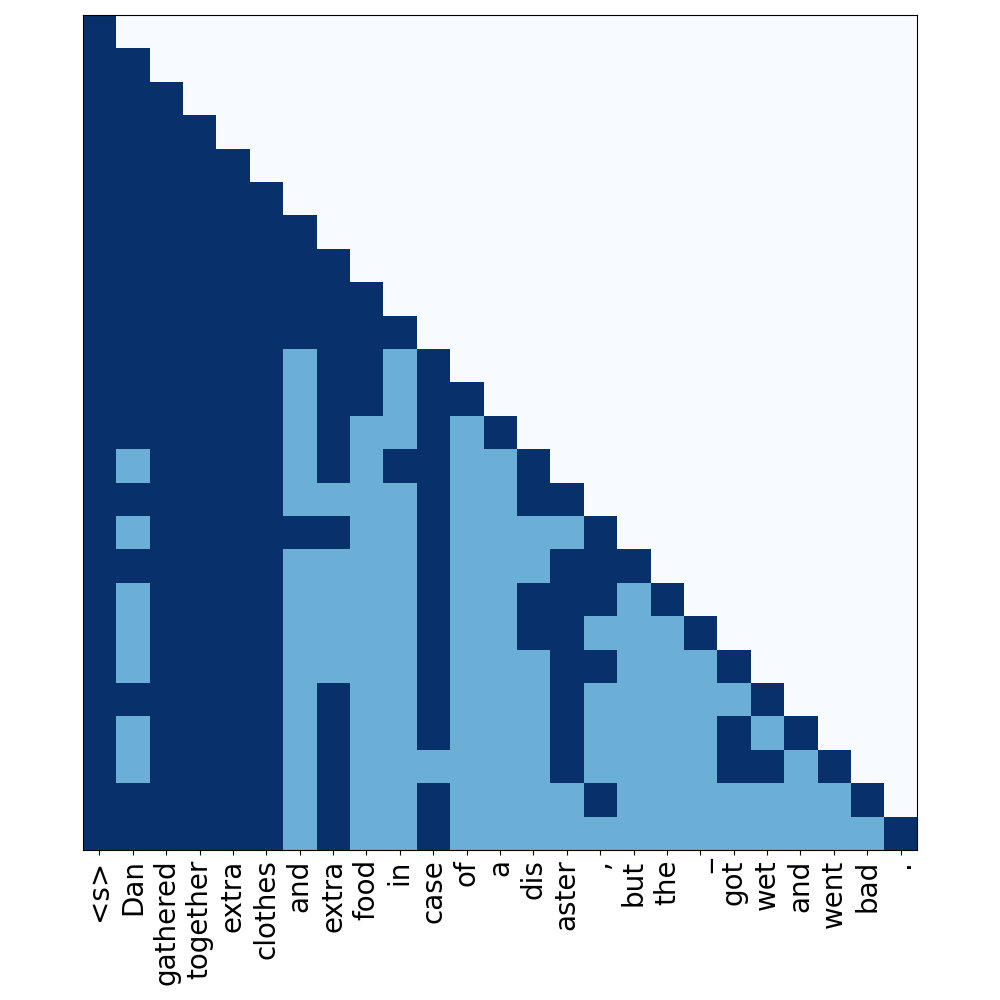 <s> Dan gathered together extra clothes and extra food in case of a dis aster , but the _ got wet and went bad .